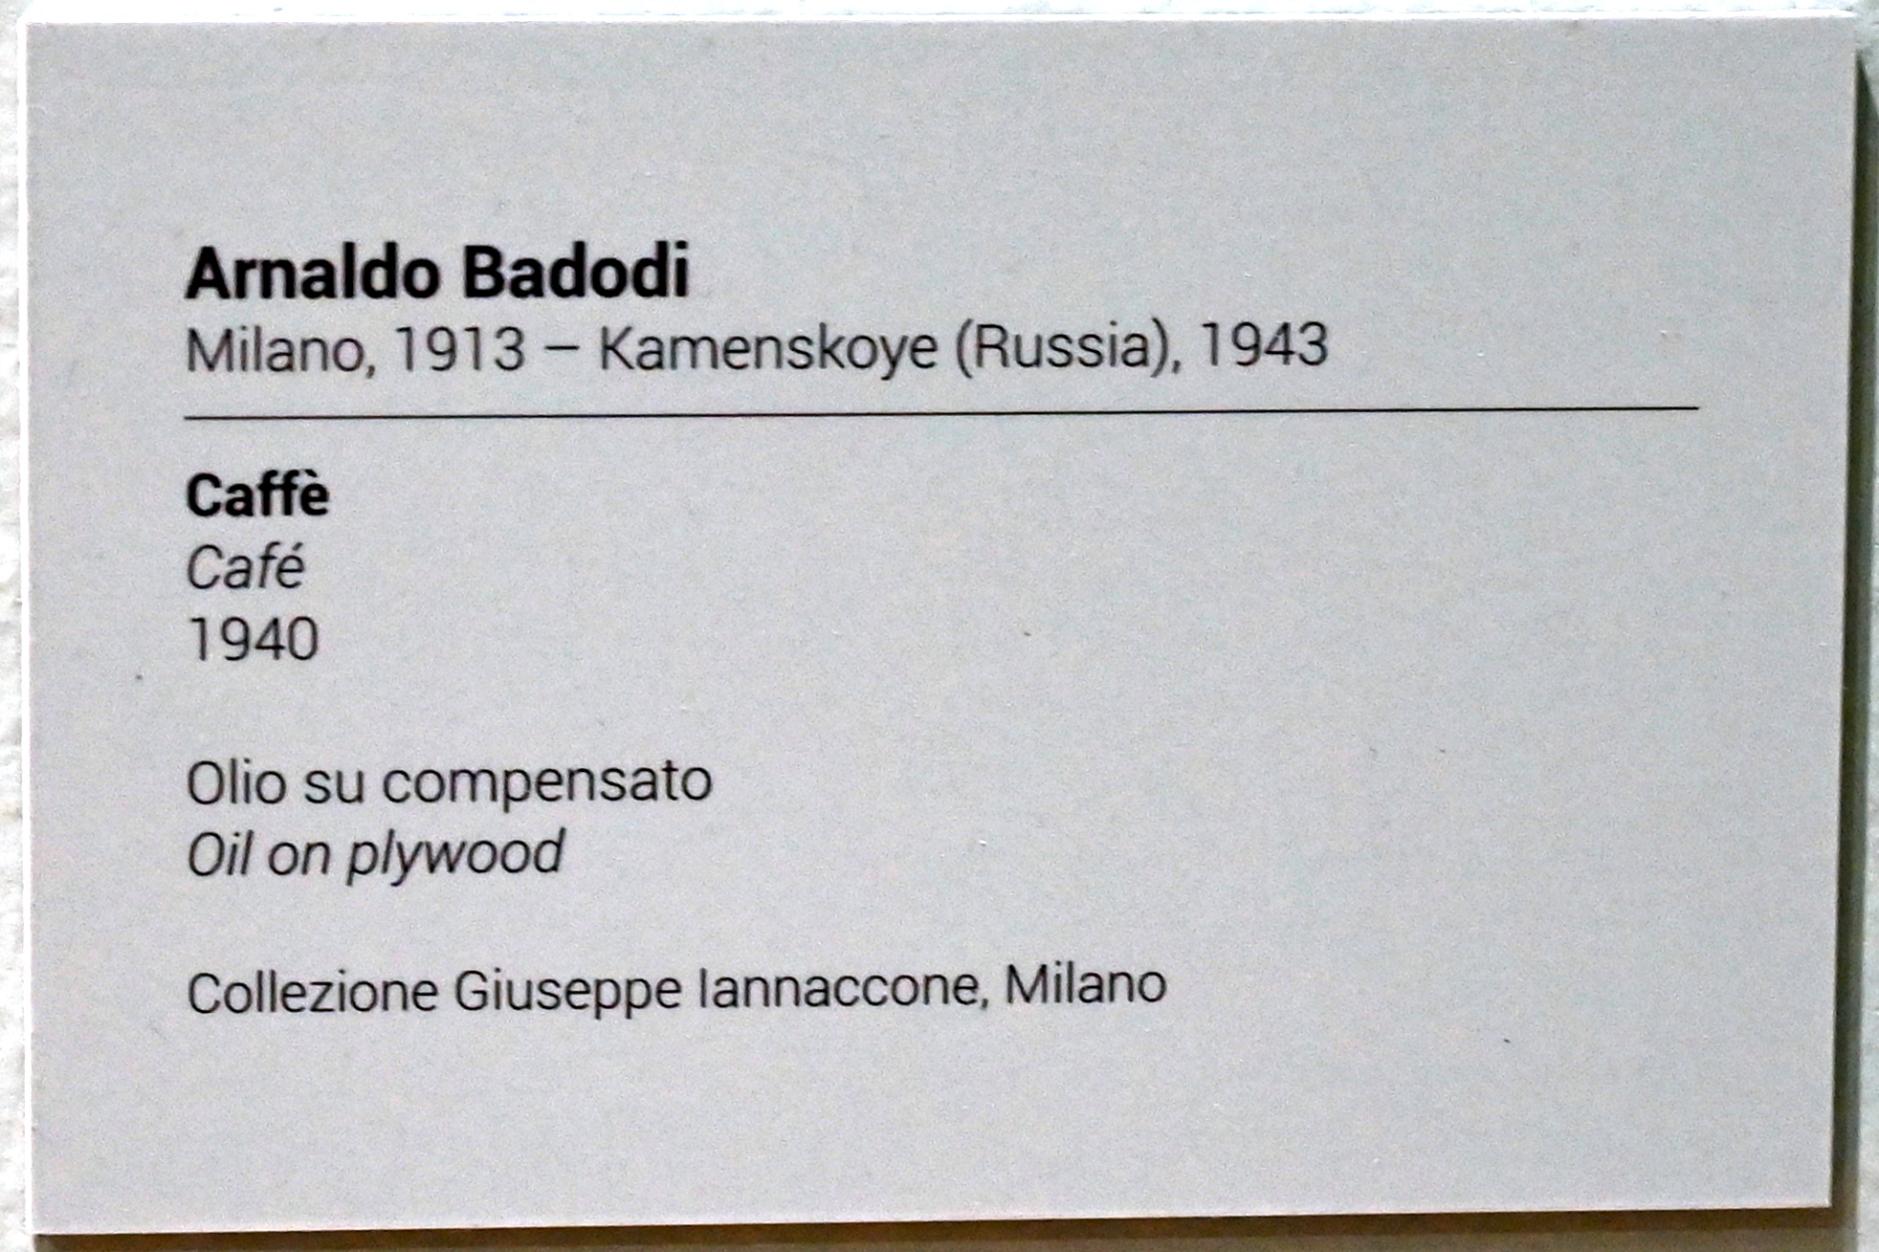 Arnaldo Badodi
Milano, 1913 – Kamenskoye (Russia), 1943
Caffè
Café
1940
Olio su compensato
Oil on plywood
Collezione Giuseppe Iannaccone, Milano